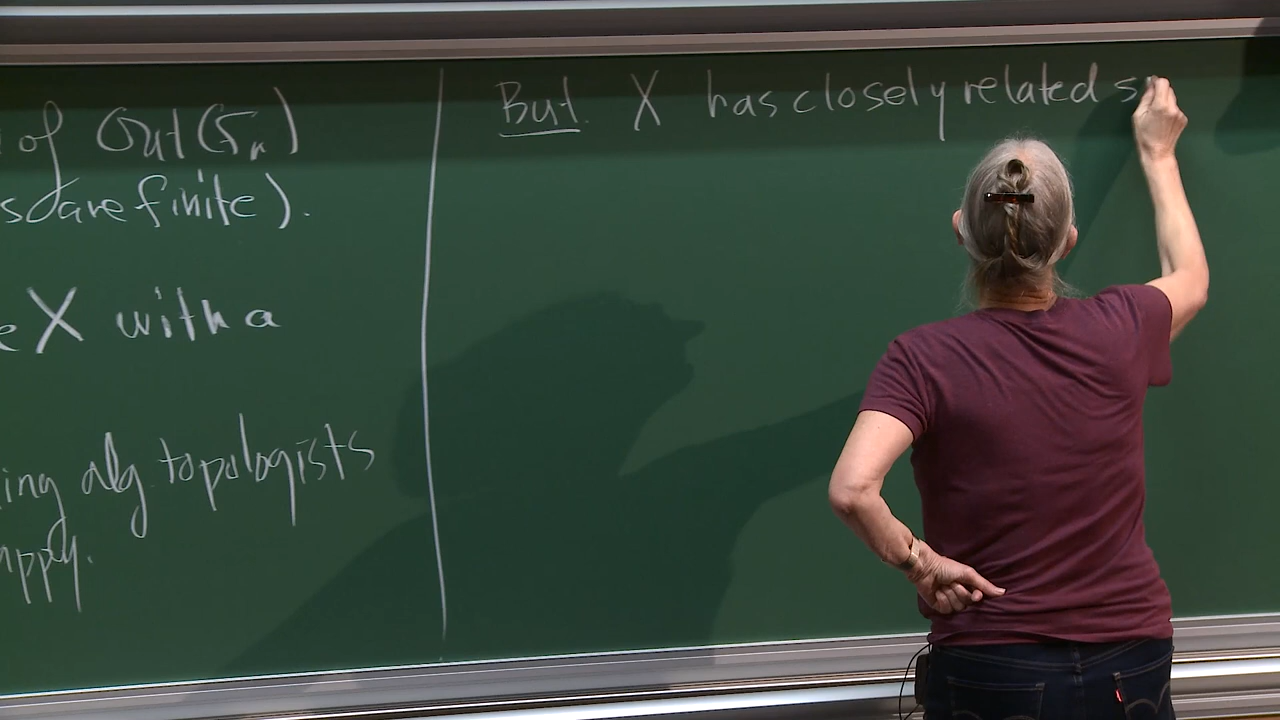 of Out(Fn)
s are finite).
e X with a
ing alg topologists
appy.
But X has closely related s